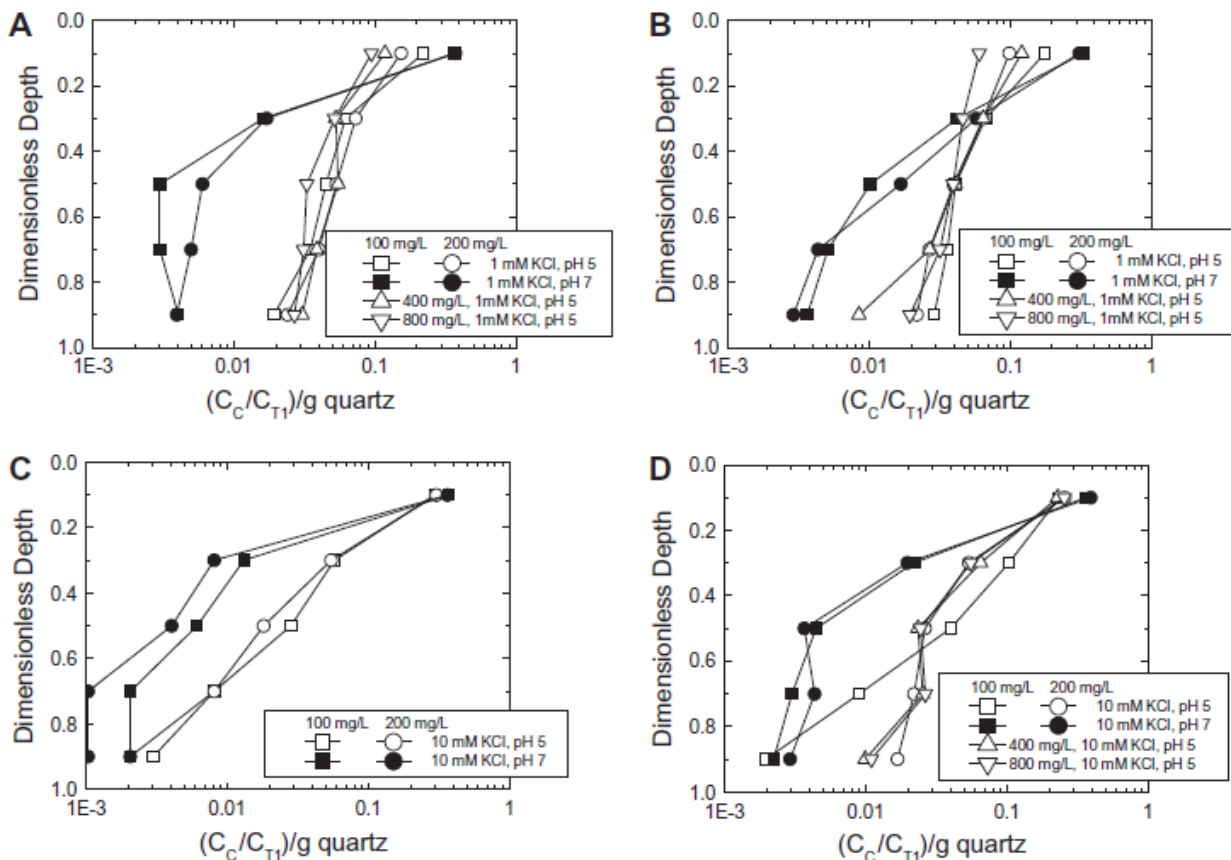 A
0.0
0.2
0.4
0.6
0.8
1.0
Dimensionless Depth
100 mg/L 200 mg/L
1 mM KCl, pH 5
1 mM KCl, pH 7
400 mg/L, 1mM KCl, pH 5
800 mg/L, 1mM KCl, pH 5
1E-3 0.01 0.1 1
(CC/CT1)/g quartz
B
0.0
0.2
0.4
0.6
0.8
1.0
Dimensionless Depth
100 mg/L 200 mg/L
1 mM KCl, pH 5
1 mM KCl, pH 7
400 mg/L, 1mM KCl, pH 5
800 mg/L, 1mM KCl, pH 5
1E-3 0.01 0.1 1
(CC/CT1)/g quartz
C
0.0
0.2
0.4
0.6
0.8
1.0
Dimensionless Depth
100 mg/L 200 mg/L
10 mM KCl, pH 5
10 mM KCl, pH 7
1E-3 0.01 0.1 1
(CC/CT1)/g quartz
D
0.0
0.2
0.4
0.6
0.8
1.0
Dimensionless Depth
100 mg/L 200 mg/L
10 mM KCl, pH 5
10 mM KCl, pH 7
400 mg/L, 10 mM KCl, pH 5
800 mg/L, 10 mM KCl, pH 5
1E-3 0.01 0.1 1
(CC/CT1)/g quartz